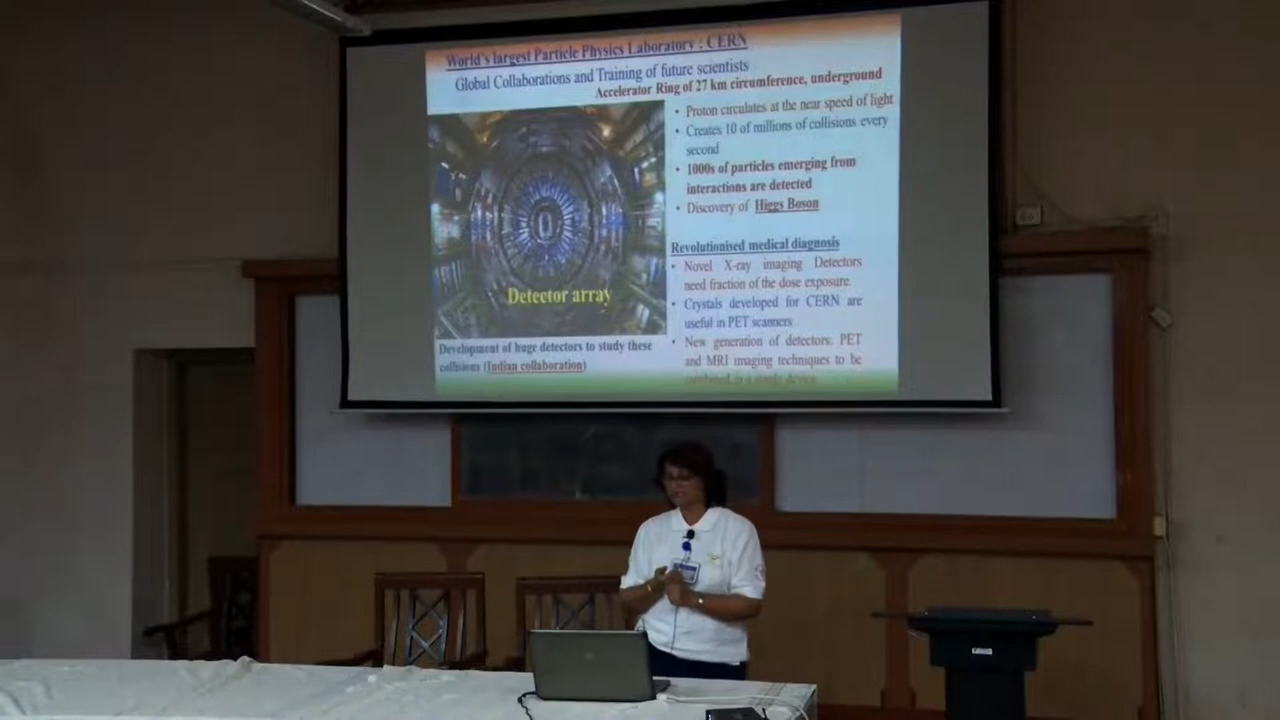 World's largest Particle Physics Laboratory : CERN
Global Collaborations and Training of future scientists
Accelerator Ring of 27 km circumference, underground
• Proton circulates at the near speed of light
• Creates 10 of millions of collisions every
second
• 1000s of particles emerging from
interactions are detected
• Discovery of Higgs Boson
Detector array
Development of huge detectors to study these
collisions (Indian collaboration)
Revolutionised medical diagnosis
• Novel X-ray imaging Detectors
need fraction of the dose exposure.
• Crystals developed for CERN are
useful in PET scanners
• New generation of detectors: PET
and MRI imaging techniques to be
combined in a single device